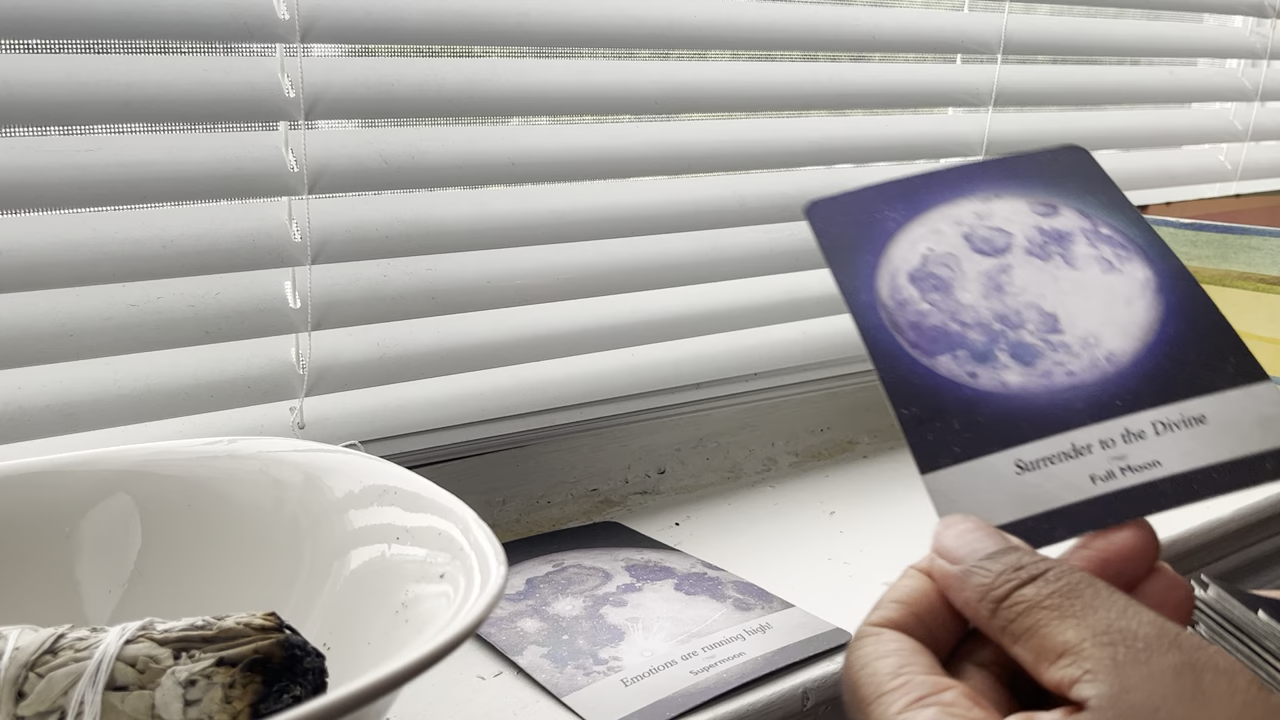 Surrender to the Divine
Full Moon
Emotions are running high!
Supermoon